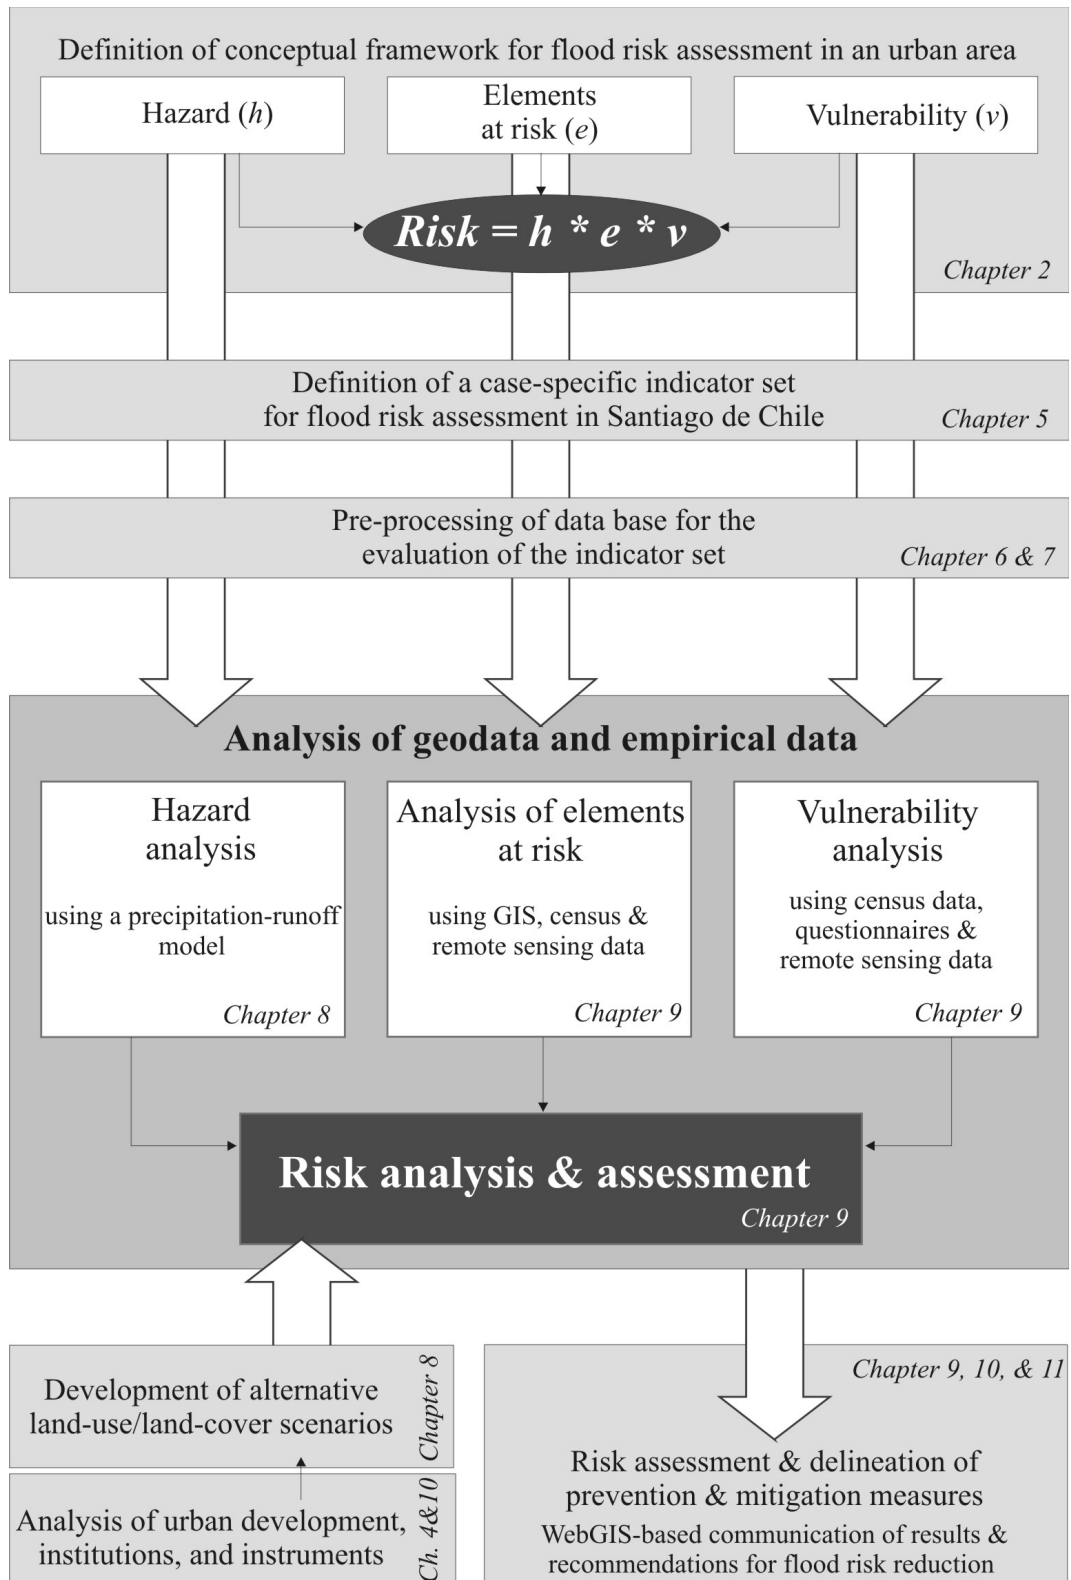 Definition of conceptual framework for flood risk assessment in an urban area
Hazard (h)
Elements
at risk (e)
Vulnerability (v)
Risk = h * e * v
Chapter 2
Definition of a case-specific indicator set
for flood risk assessment in Santiago de Chile
Chapter 5
Pre-processing of data base for the
evaluation of the indicator set
Chapter 6 & 7
Analysis of geodata and empirical data
Hazard
analysis
using a precipitation-runoff
model
Chapter 8
Analysis of elements
at risk
using GIS, census &
remote sensing data
Chapter 9
Vulnerability
analysis
using census data,
questionnaires &
remote sensing data
Chapter 9
Risk analysis & assessment
Chapter 9
Development of alternative
land-use/land-cover scenarios
Chapter 8
Analysis of urban development,
institutions, and instruments
Ch. 4&10
Chapter 9, 10, & 11
Risk assessment & delineation of
prevention & mitigation measures
WebGIS-based communication of results &
recommendations for flood risk reduction